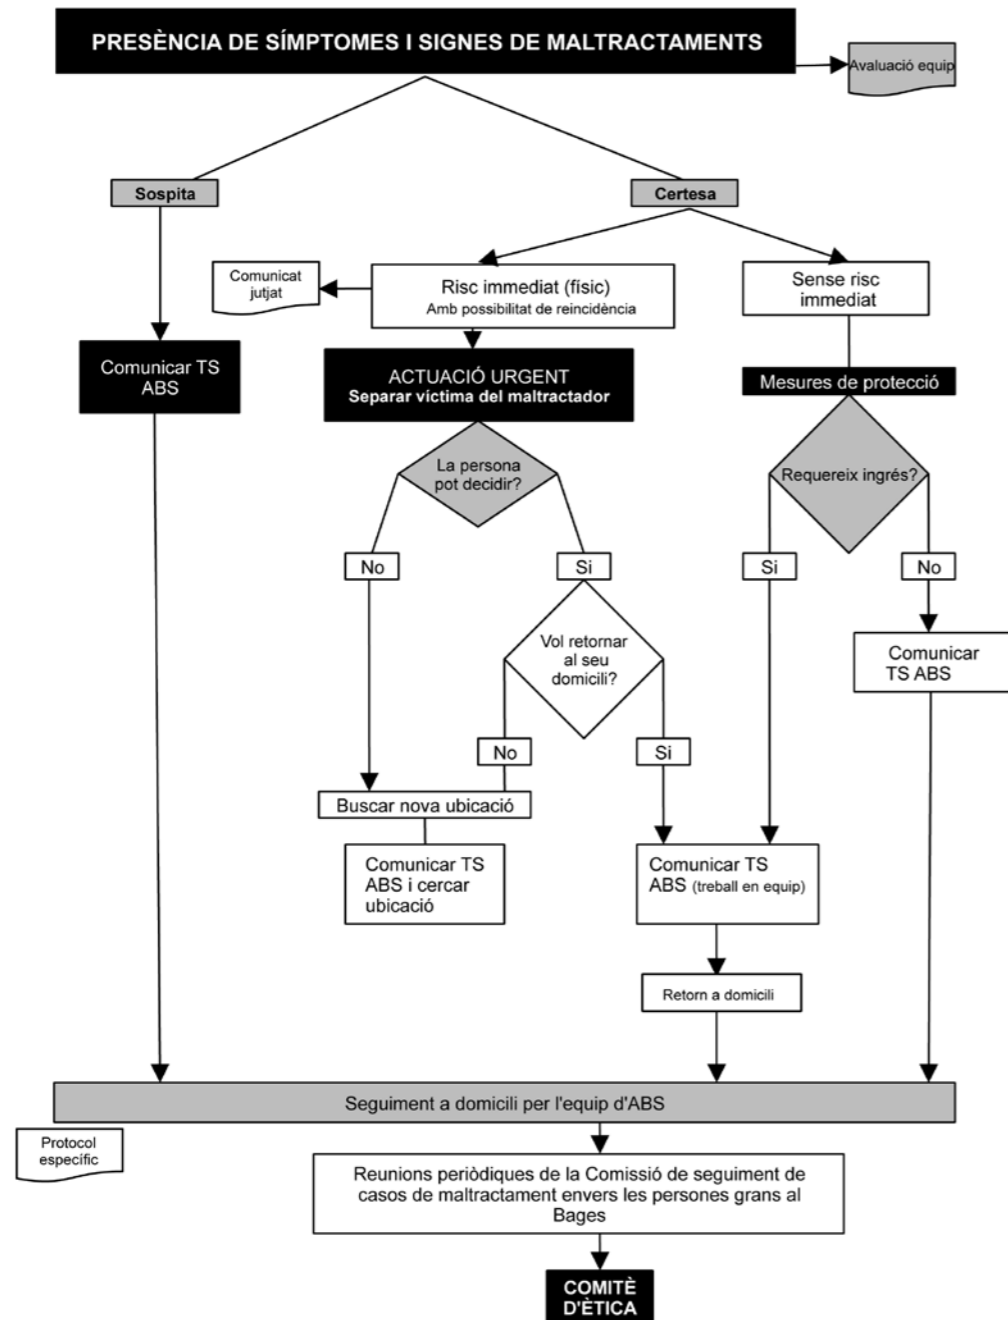 PRESÈNCIA DE SÍMPTOMES I SIGNES DE MALTRACTAMENTS
Avaluació equip
Sospita
Certesa
Comunicat
jutjat
Risc immediat (físic)
Amb possibilitat de reincidència
Sense risc
immediat
Comunicar TS
ABS
ACTUACIÓ URGENT
Separar víctima del maltractador
Mesures de protecció
La persona
pot decidir?
Requereix ingrés?
No
Si
Si
No
Vol retornar
al seu
domicili?
Comunicar
TS ABS
No
Si
Buscar nova ubicació
Comunicar TS
ABS i cercar
ubicació
Comunicar TS
ABS (treball en equip)
Retorn a domicili
Seguiment a domicili per l'equip d'ABS
Protocol
específic
Reunions periòdiques de la Comissió de seguiment de
casos de maltractament envers les persones grans al
Bages
COMITÈ
D'ÈTICA